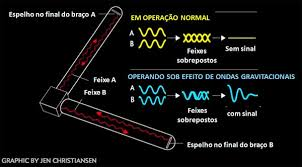 Espelho no final do braço A
EM OPERAÇÃO NORMAL
A
B
Feixes
sobrepostos
Sem sinal
Feixe A
Feixe B
OPERANDO SOB EFEITO DE ONDAS GRAVITACIONAIS
A
B
Feixes
sobrepostos
com sinal
Espelho no final do braço B
GRAPHIC BY JEN CHRISTIANSEN